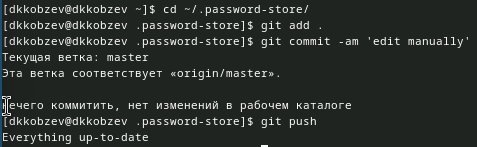 [dkkobzev@dkkobzev ~]$ cd ~/.password-store/
[dkkobzev@dkkobzev .password-store]$ git add .
[dkkobzev@dkkobzev .password-store]$ git commit -am 'edit manually'
Текущая ветка: master
Эта ветка соответствует «origin/master».
нечего коммитить, нет изменений в рабочем каталоге
[dkkobzev@dkkobzev .password-store]$ git push
Everything up-to-date